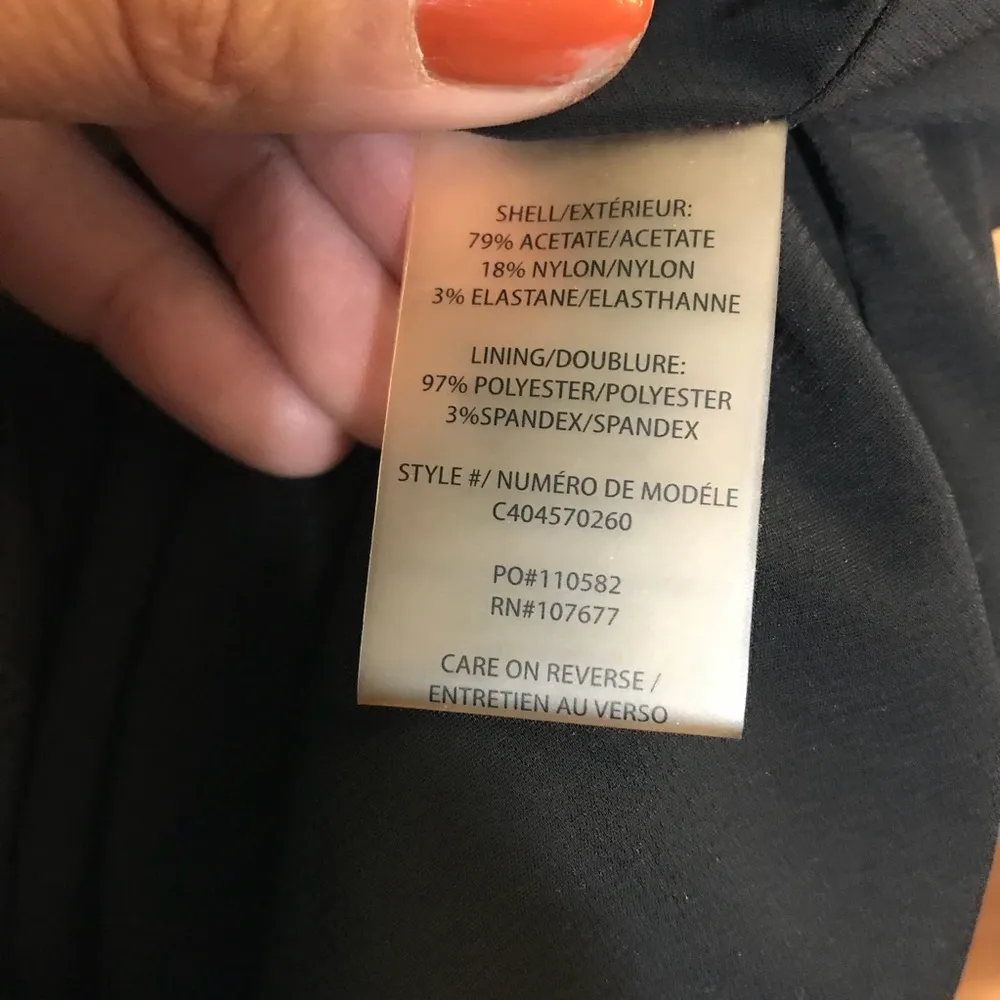 SHELL/EXTÉRIEUR:
79% ACETATE/ACETATE
18% NYLON/NYLON
3% ELASTANE/ELASTHANNE
LINING/DOUBLURE:
97% POLYESTER/POLYESTER
3%SPANDEX/SPANDEX
STYLE #/ NUMÉRO DE MODÉLE
C404570260
PO#110582
RN#107677
CARE ON REVERSE /
ENTRETIEN AU VERSO